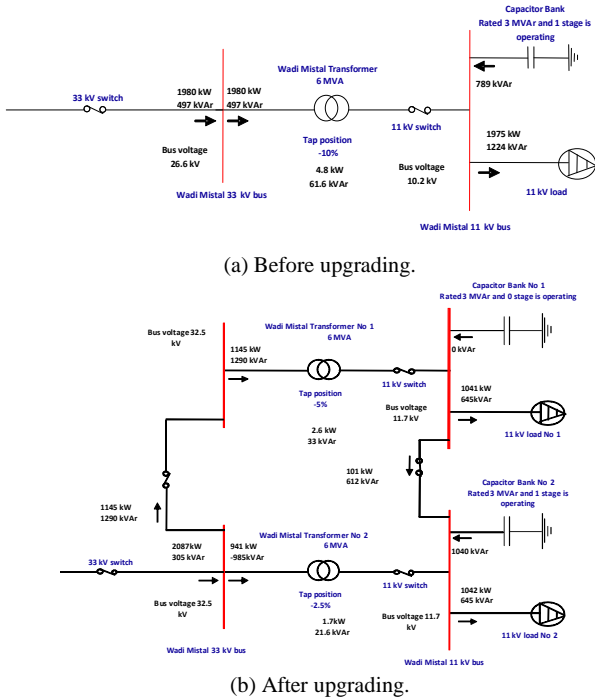 Capacitor Bank
Rated 3 MVAr and 1 stage is
operating
Wadi Mistal Transformer
6 MVA
1980 kW
497 kVAr
1980 kW
497 kVAr
789 kVAr
33 kV switch
11 kV switch
Tap position
-10%
1975 kW
1224 kVAr
Bus voltage
26.6 kV
4.8 kW
61.6 kVAr
Bus voltage
10.2 kV
11 kV load
Wadi Mistal 33 kV bus
Wadi Mistal 11 kV bus
(a) Before upgrading.
Capacitor Bank No 1
Rated 3 MVAr and 0 stage is operating
Bus voltage 32.5
kV
Wadi Mistal Transformer No 1
6 MVA
1145 kW
1290 kVAr
0 kVAr
11 kV switch
Tap position
-5%
1041 kW
645kVAr
Bus voltage
11.7 kV
2.6 kW
33 kVAr
11 kV load No 1
101 kW
612 kVAr
Capacitor Bank No 2
Rated 3 MVAr and 1 stage is
operating
1145 kW
1290 kVAr
Wadi Mistal Transformer No 2
6 MVA
2087kW
305 kVAr
941 kW
-985kVAr
1040 kVAr
33 kV switch
11 kV switch
Tap position
-2.5%
1042 kW
645 kVAr
Bus voltage 32.5
kV
1.7kW
21.6 kVAr
Bus voltage 11.7
kV
11 kV load No 2
Wadi Mistal 33 kV bus
Wadi Mistal 11 kV bus
(b) After upgrading.